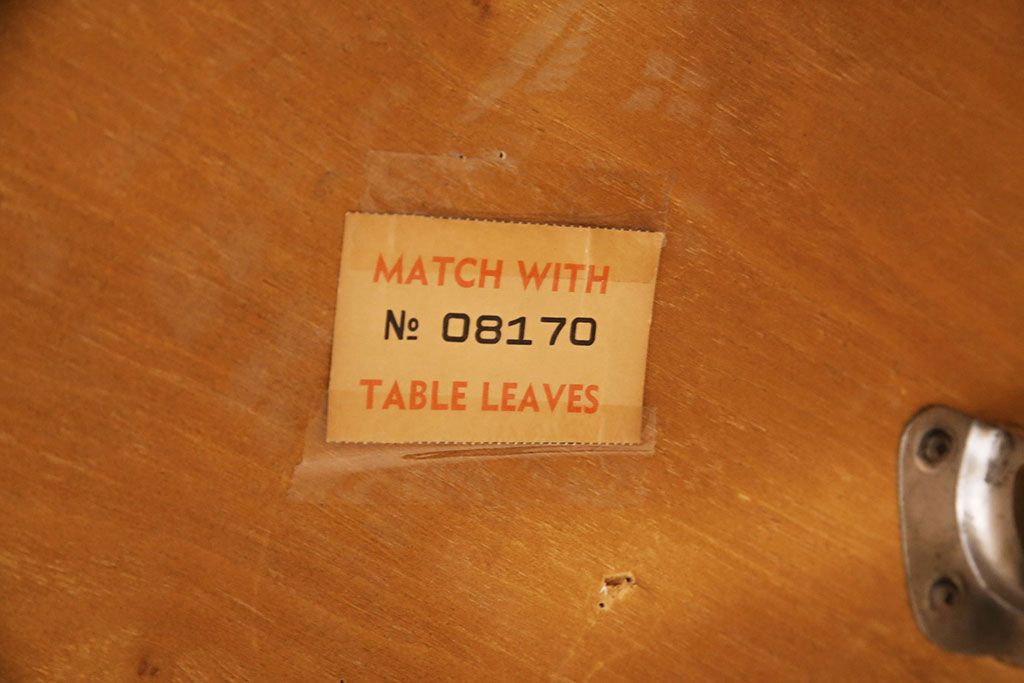 MATCH WITH
№ 08170
TABLE LEAVES